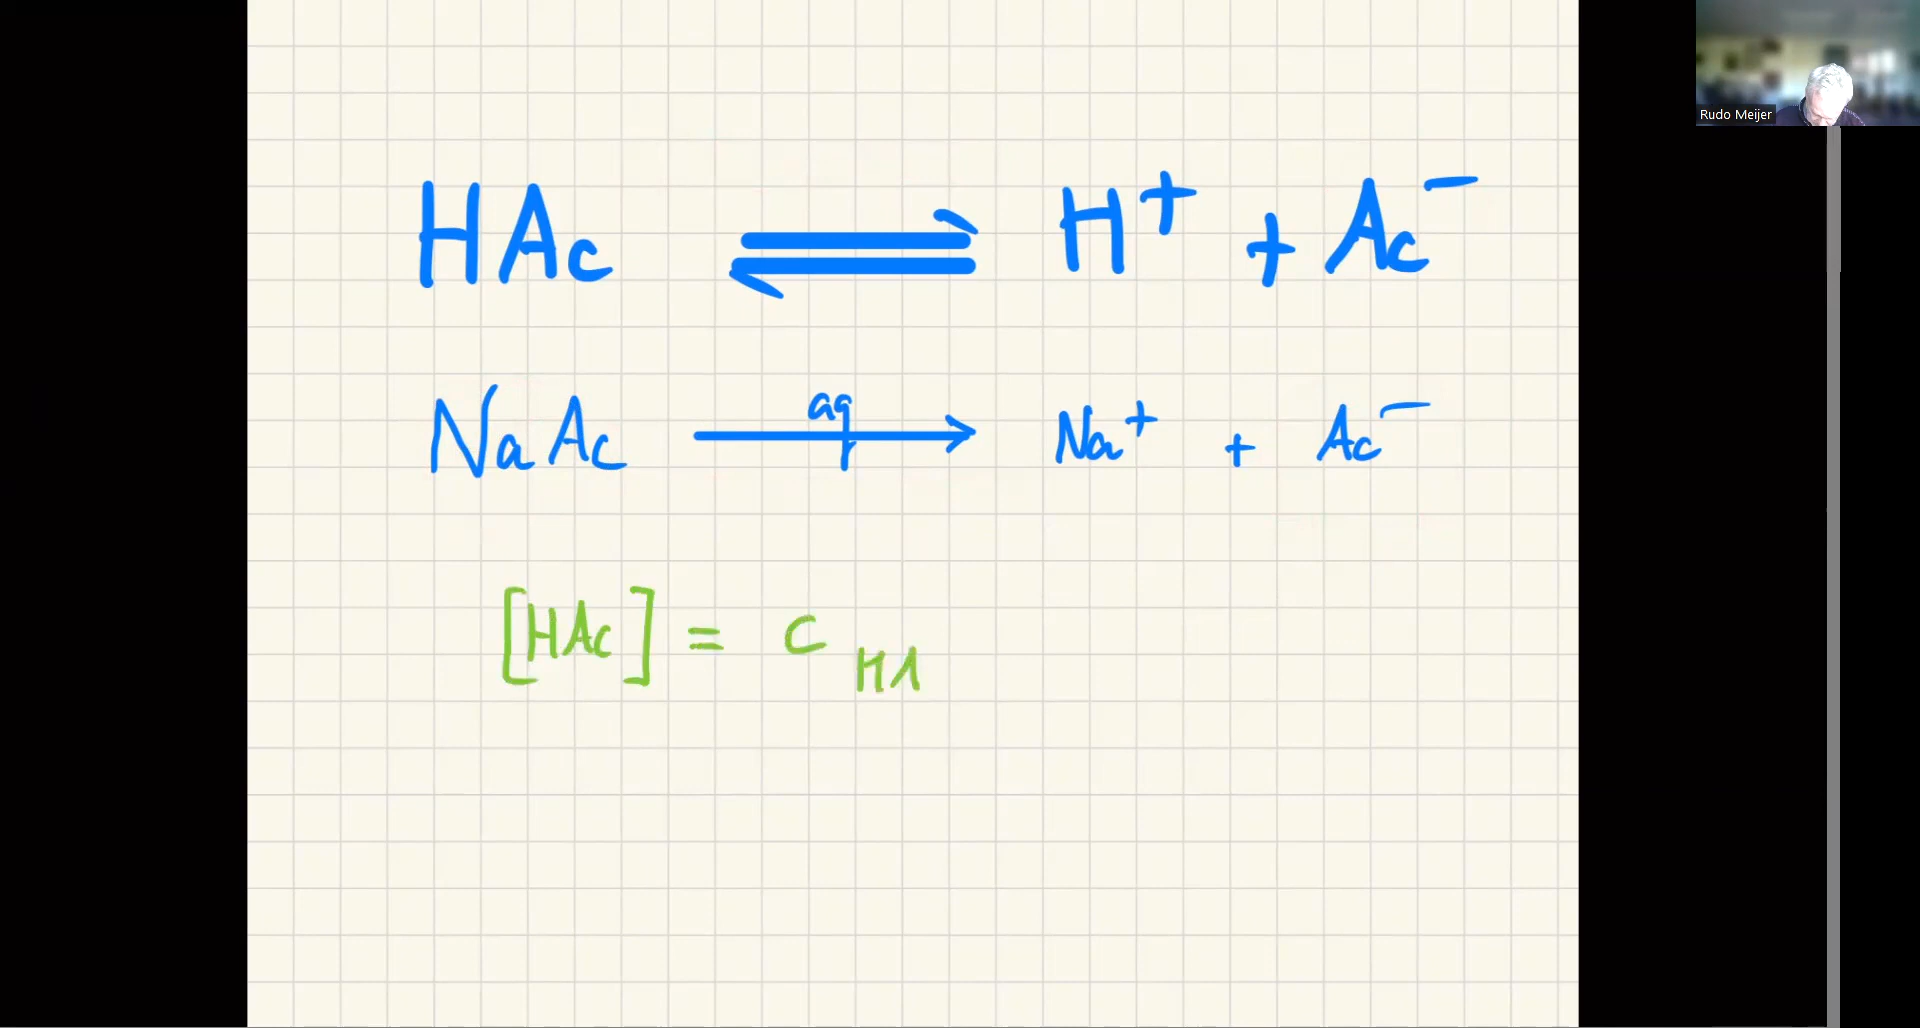 Rudo Meijer
HAc ⇌ H⁺ + Ac⁻
NaAc aq→ Na⁺ + Ac⁻
[HAc] = C HA